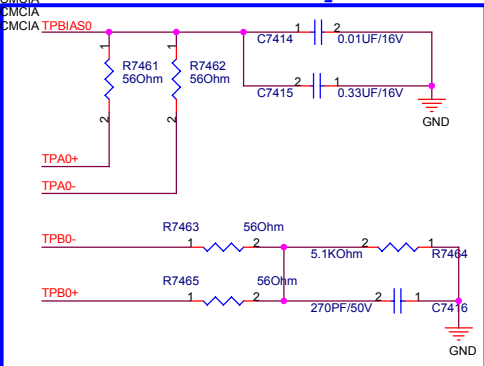 CMCIA
CMCIA TPBIAS0
1 C7414 2 0.01UF/16V
1 R7461 56Ohm 2
1 R7462 56Ohm 2
2 C7415 1 0.33UF/16V
GND
TPA0+
TPA0-
TPB0- R7463 1 56Ohm 2 5.1KOhm 2 1 R7464
TPB0+ R7465 1 56Ohm 2 270PF/50V 2 1 C7416
GND